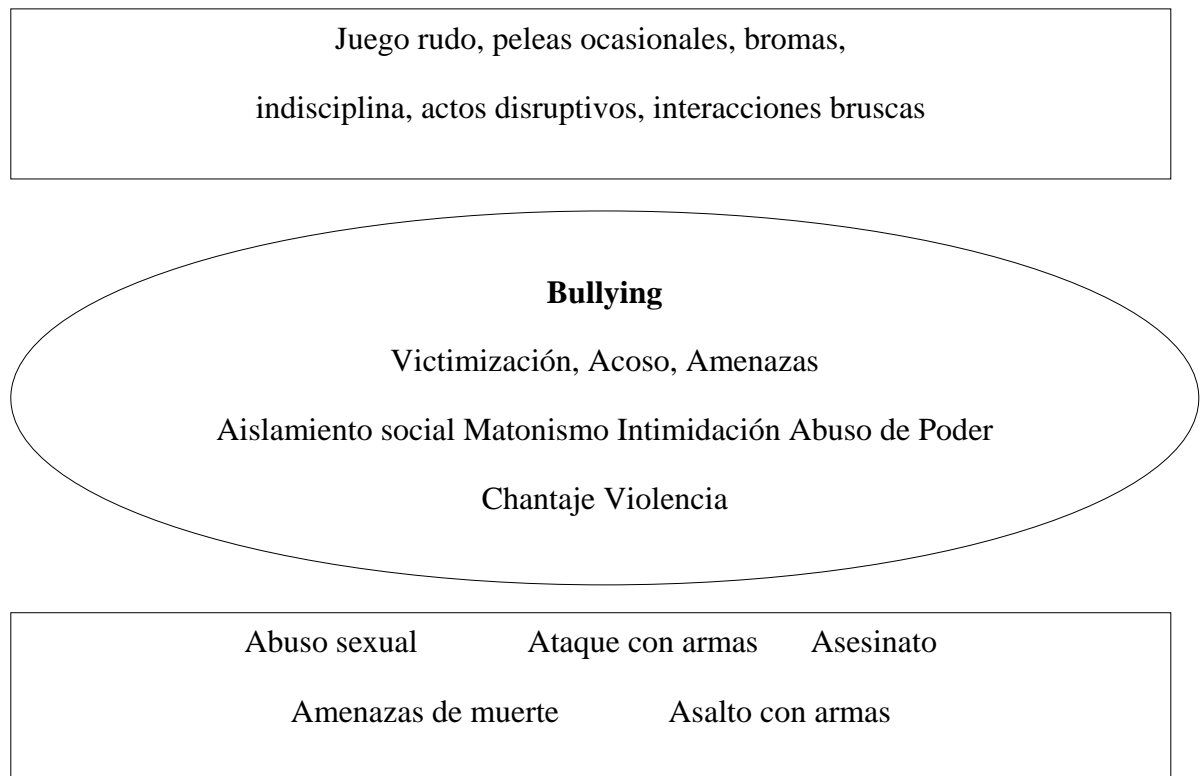 Juego rudo, peleas ocasionales, bromas,
indisciplina, actos disruptivos, interacciones bruscas
Bullying
Victimización, Acoso, Amenazas
Aislamiento social Matonismo Intimidación Abuso de Poder
Chantaje Violencia
Abuso sexual Ataque con armas Asesinato
Amenazas de muerte Asalto con armas